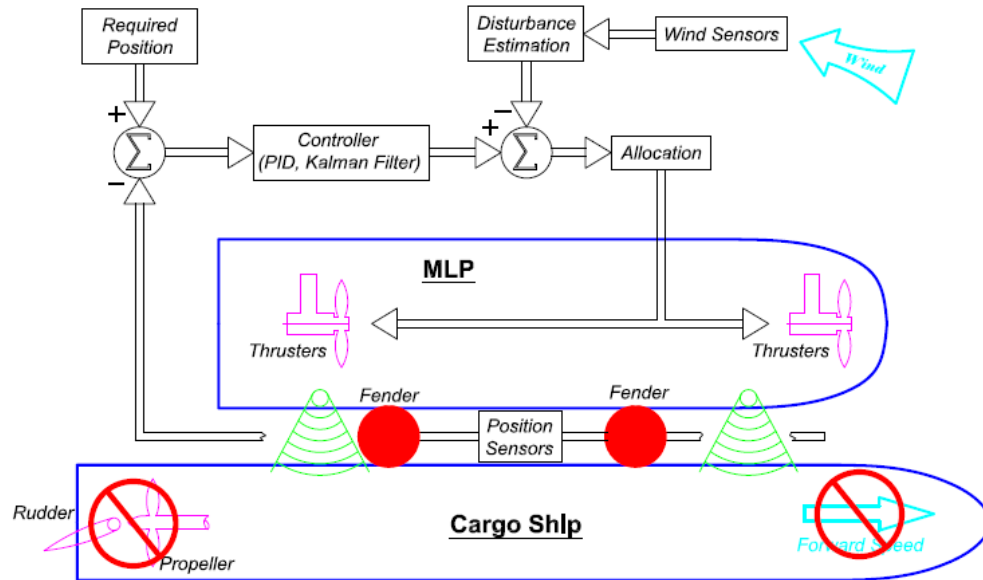 Required
Position
Disturbance
Estimation
Wind Sensors
Wind
+
−
+
−
Σ
Controller
(PID, Kalman Filter)
Σ
Allocation
MLP
Thrusters
Thrusters
Fender
Fender
Position
Sensors
Rudder
Propeller
Cargo ShIp
Forward Speed